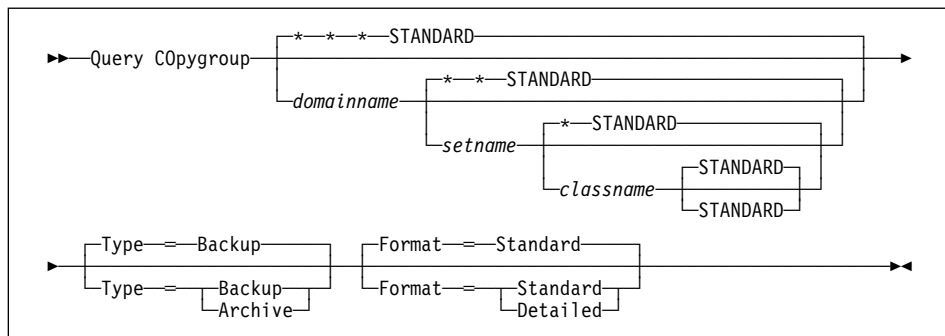 * * * STANDARD
Query COpygroup
domainname
* * STANDARD
setname
* STANDARD
classname
STANDARD
STANDARD
Type = Backup
Type = Backup
Archive
Format = Standard
Format = Standard
Detailed